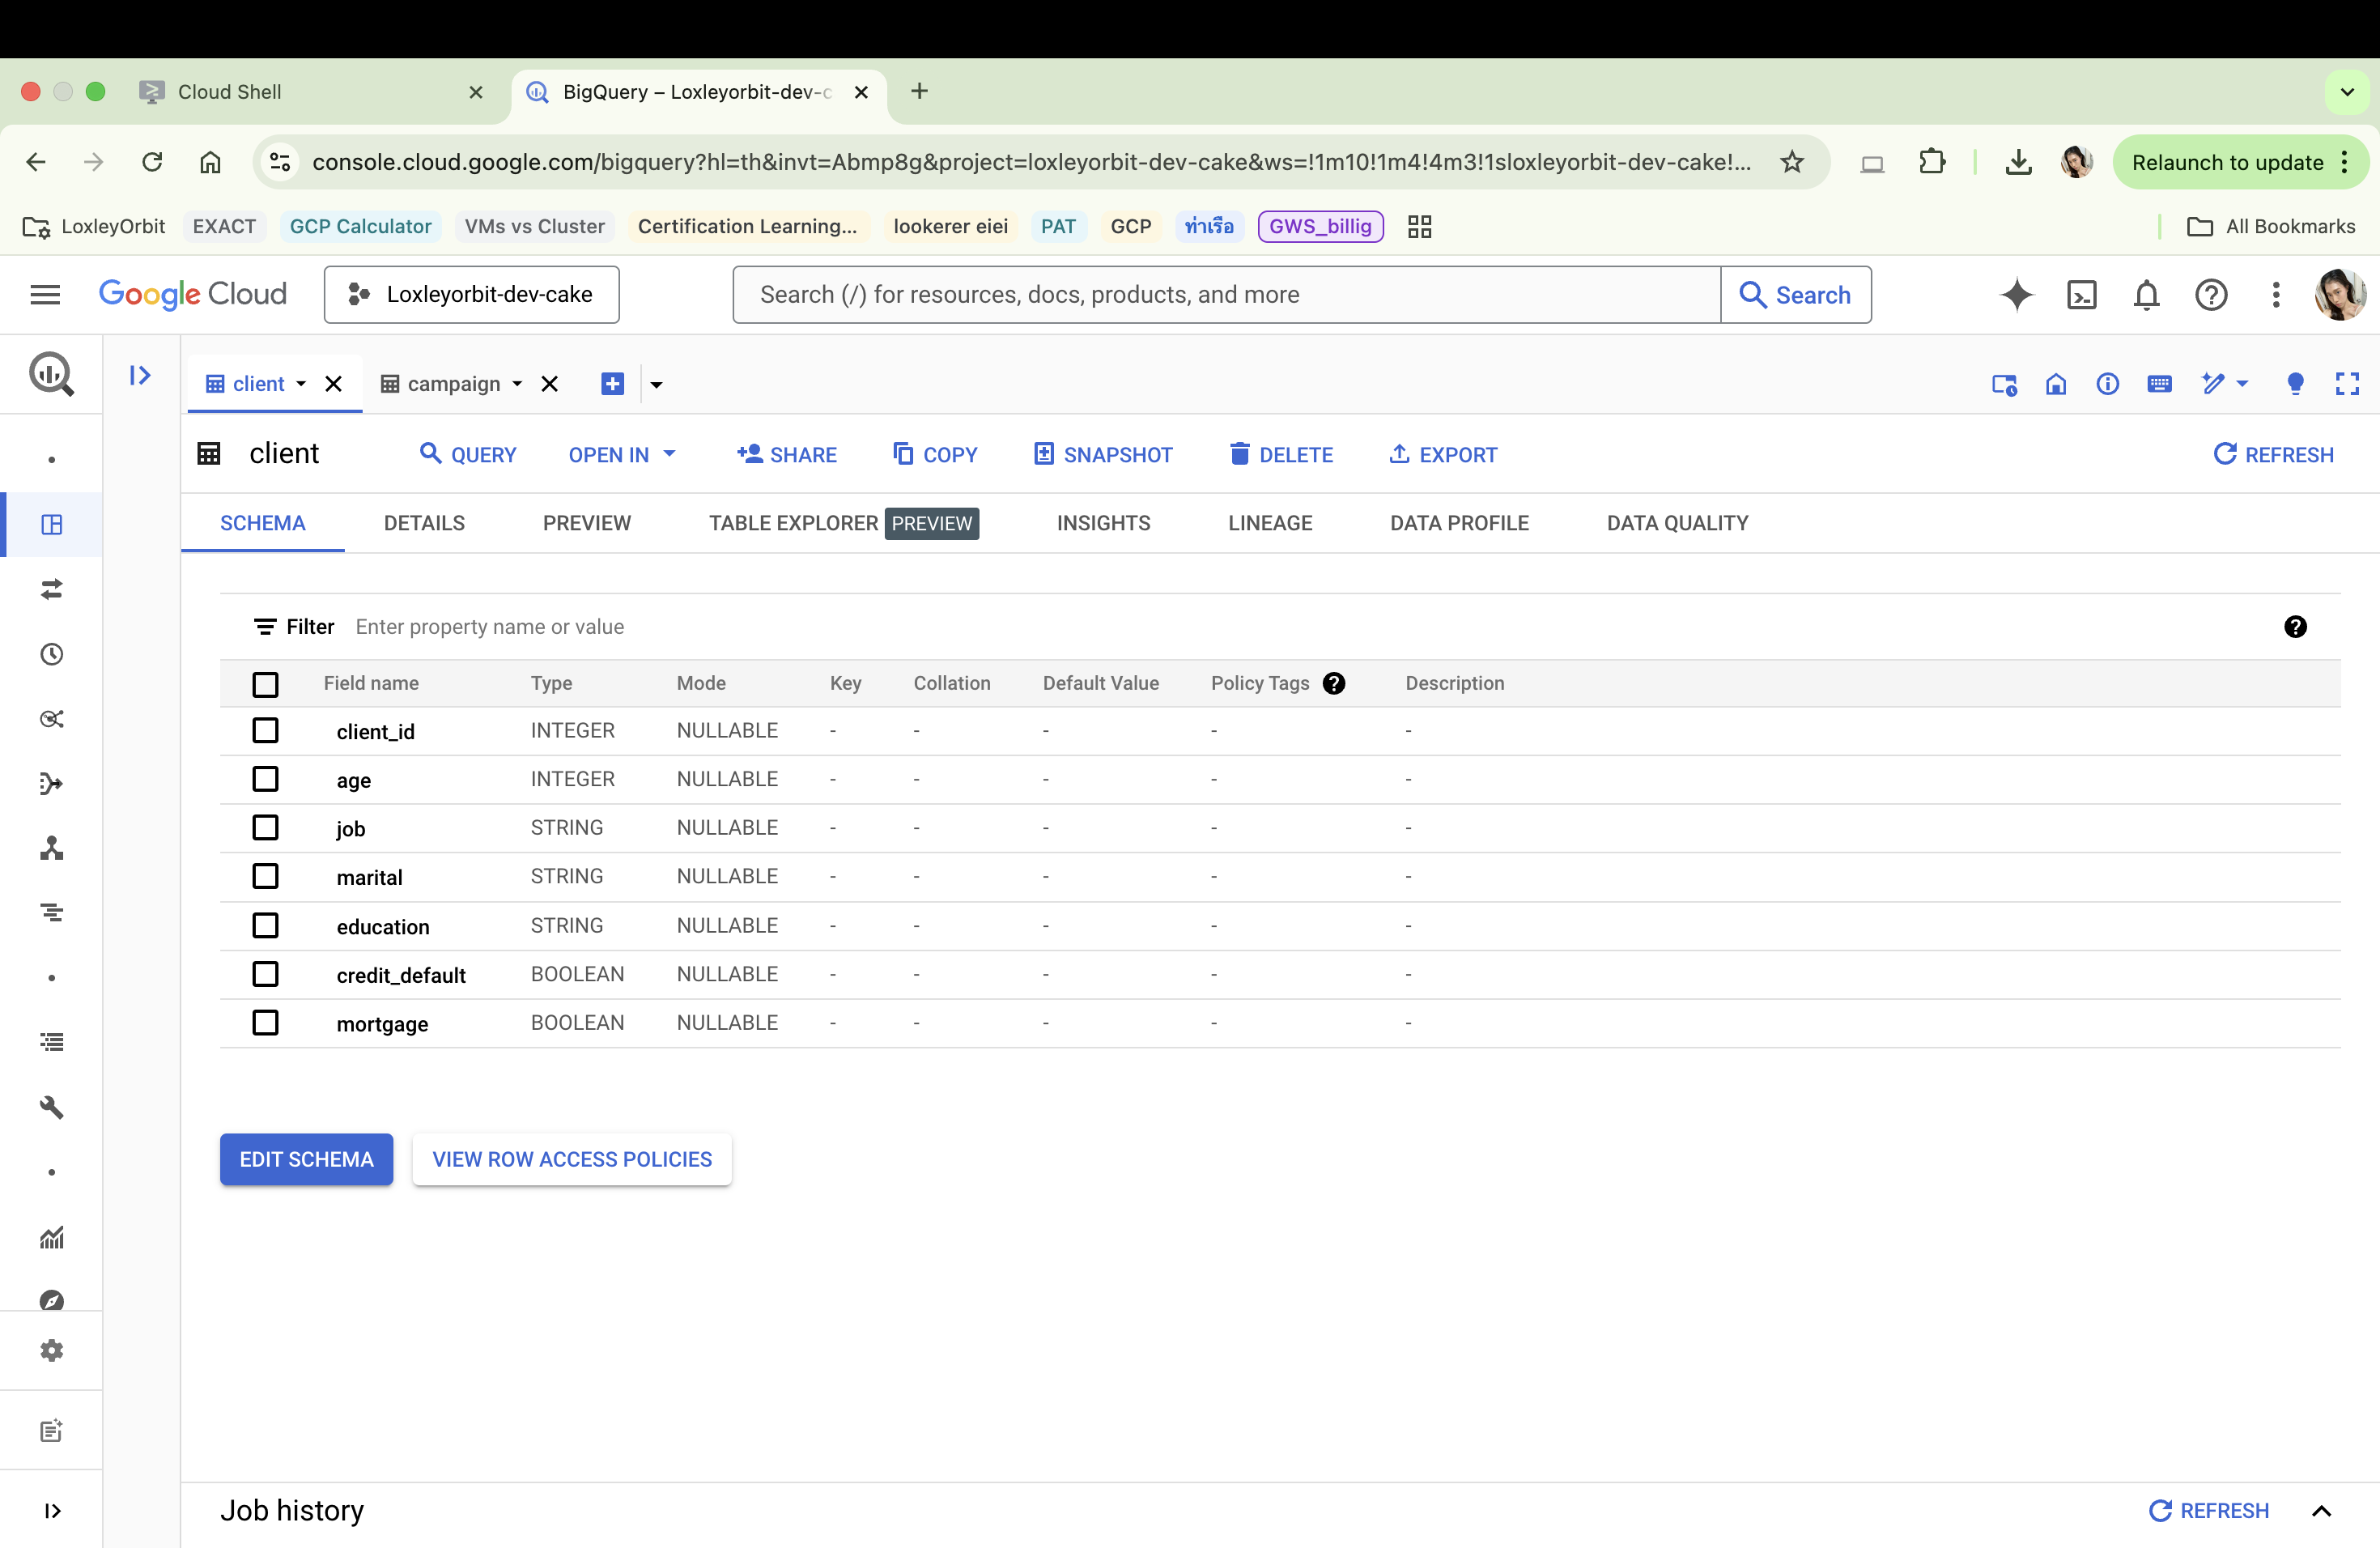 Cloud Shell
BigQuery – Loxleyorbit-dev-c
console.cloud.google.com/bigquery?hl=th&invt=Abmp8g&project=loxleyorbit-dev-cake&ws=!1m10!1m4!4m3!1sloxleyorbit-dev-cake!...
Relaunch to update
LoxleyOrbit EXACT GCP Calculator VMs vs Cluster Certification Learning... lookerer eiei PAT GCP ท่าเรือ GWS_billig All Bookmarks
Google Cloud Loxleyorbit-dev-cake Search (/) for resources, docs, products, and more Search
client campaign
client QUERY OPEN IN SHARE COPY SNAPSHOT DELETE EXPORT REFRESH
SCHEMA DETAILS PREVIEW TABLE EXPLORER PREVIEW INSIGHTS LINEAGE DATA PROFILE DATA QUALITY
Filter Enter property name or value
Field name Type Mode Key Collation Default Value Policy Tags Description
client_id INTEGER NULLABLE - - - - -
age INTEGER NULLABLE - - - - -
job STRING NULLABLE - - - - -
marital STRING NULLABLE - - - - -
education STRING NULLABLE - - - - -
credit_default BOOLEAN NULLABLE - - - - -
mortgage BOOLEAN NULLABLE - - - - -
EDIT SCHEMA VIEW ROW ACCESS POLICIES
Job history REFRESH